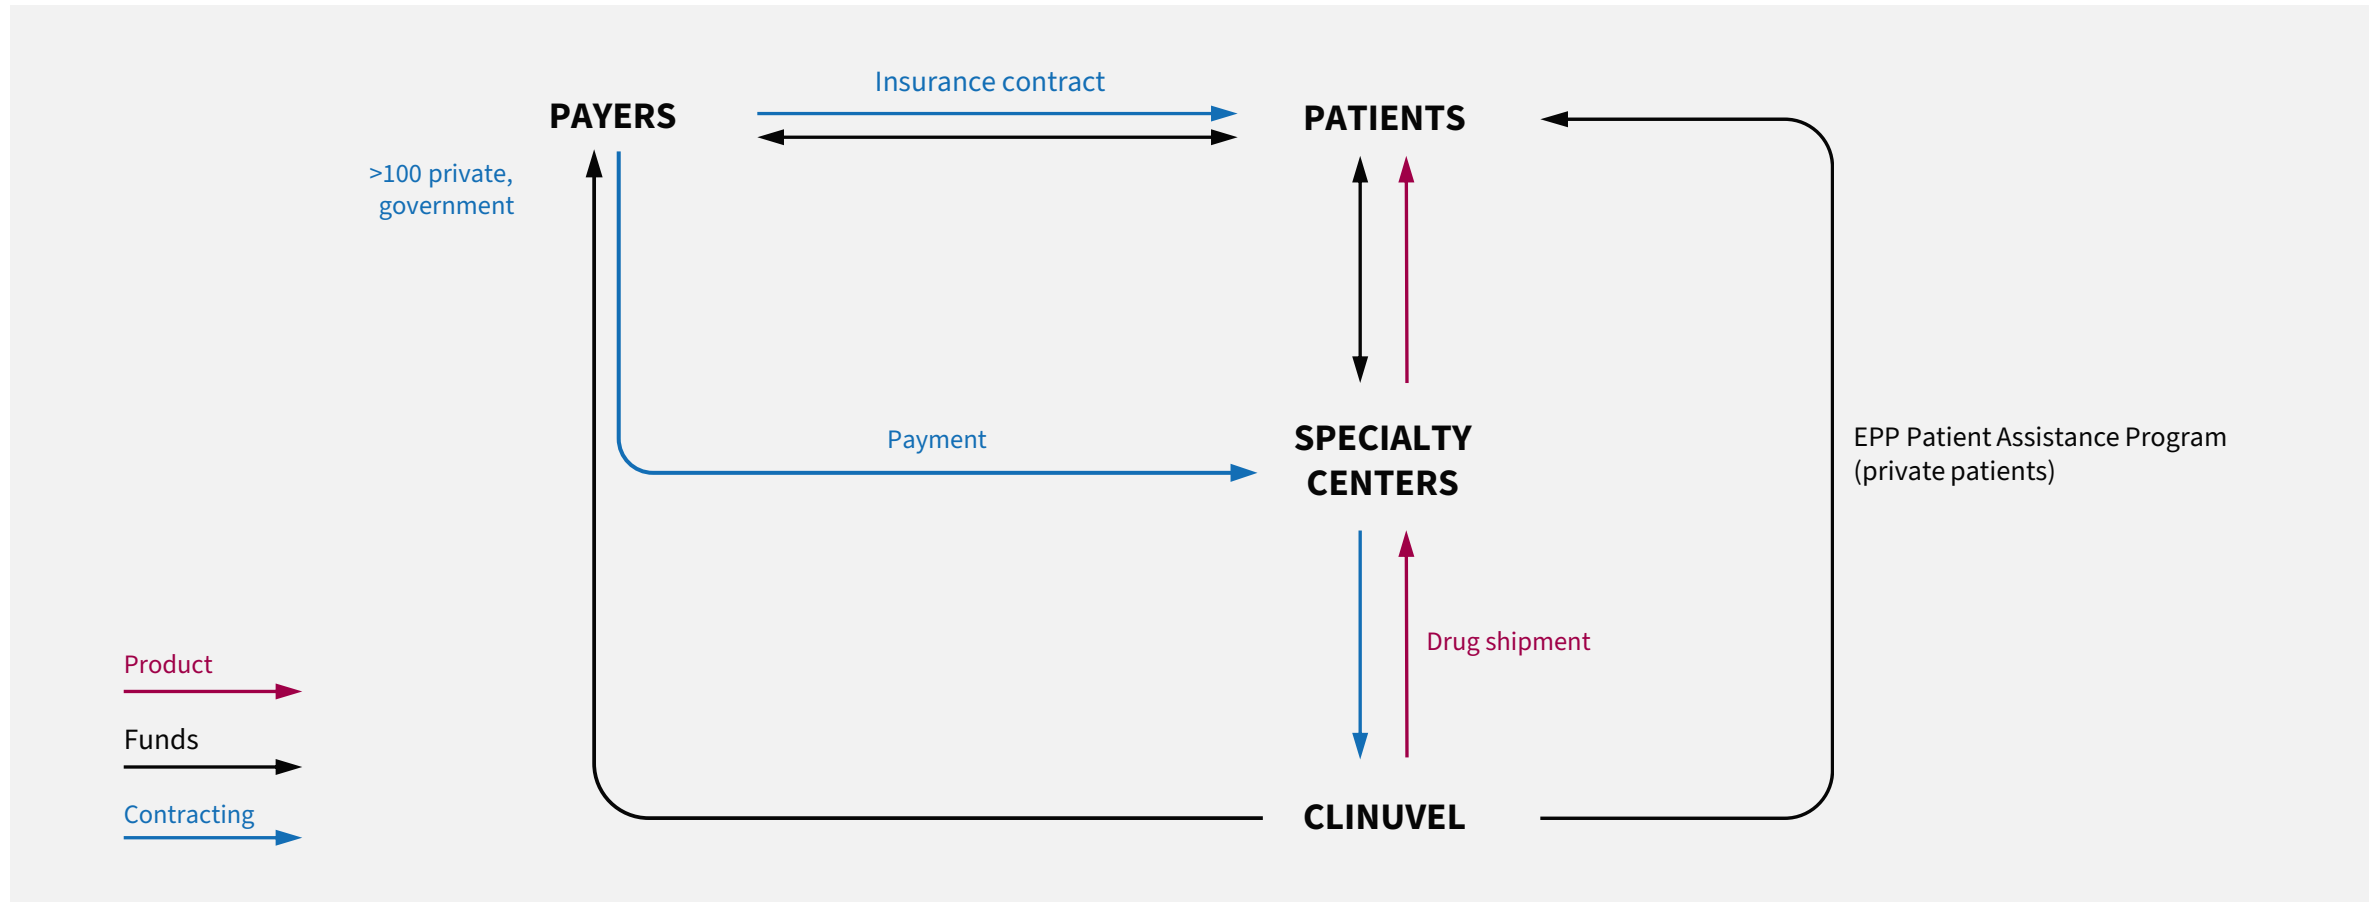 Insurance contract
PAYERS
PATIENTS
>100 private,
government
Payment
SPECIALTY
CENTERS
EPP Patient Assistance Program
(private patients)
Drug shipment
Product
Funds
Contracting
CLINUVEL